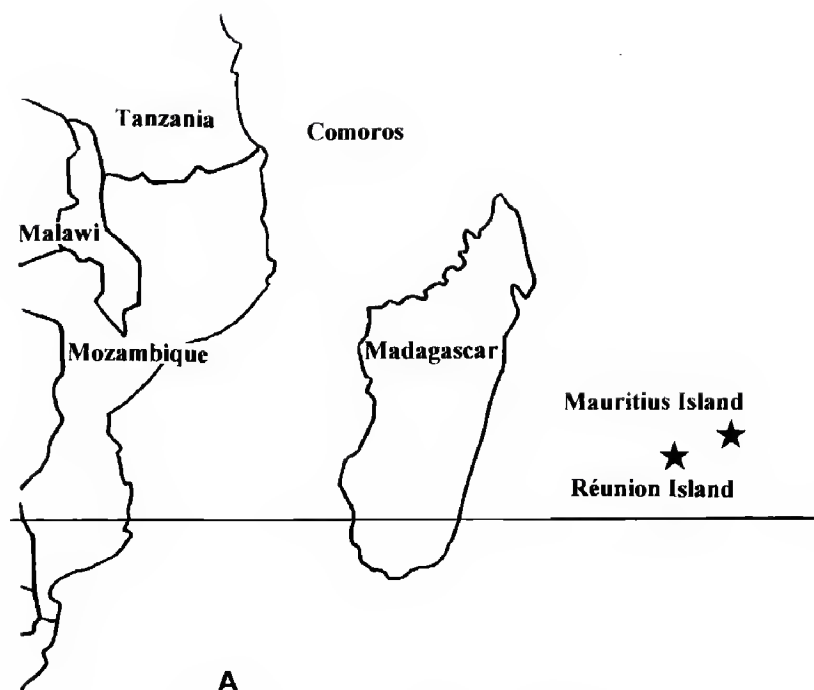 Tanzania
Comoros
Malawi
Mozambique
Madagascar
Mauritius Island
Réunion Island
A